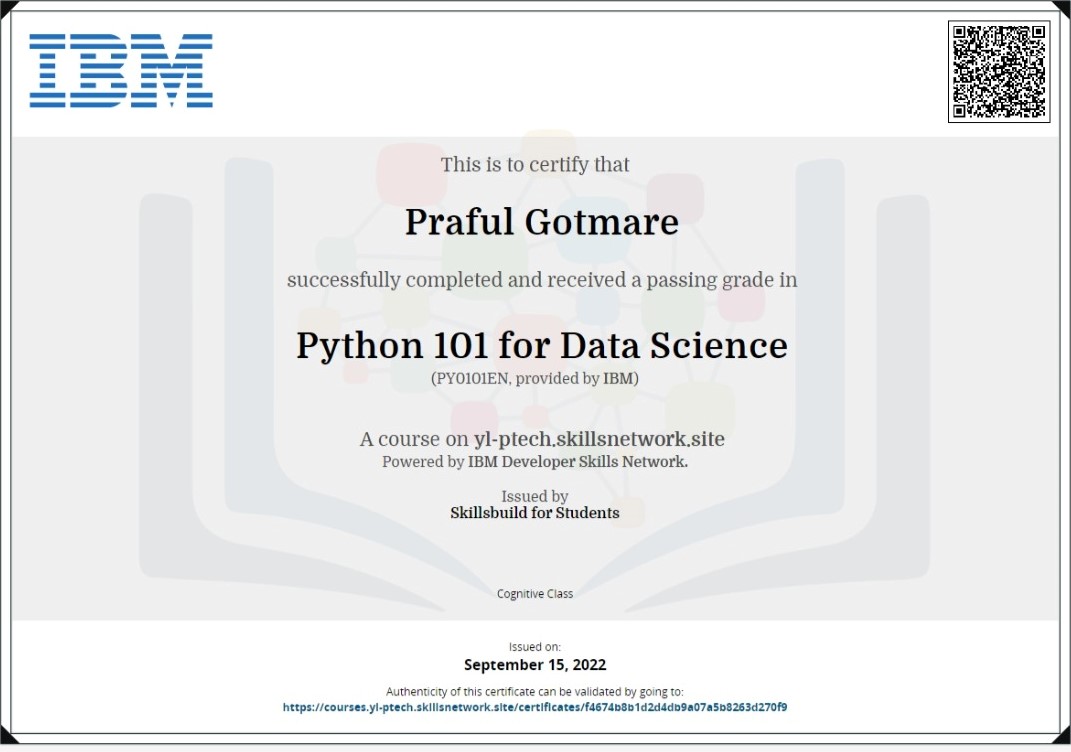 IBM
This is to certify that
Praful Gotmare
successfully completed and received a passing grade in
Python 101 for Data Science
(PY0101EN, provided by IBM)
A course on yl-ptech.skillsnetwork.site
Powered by IBM Developer Skills Network.
Issued by
Skillsbuild for Students
Cognitive Class
Issued on:
September 15, 2022
Authenticity of this certificate can be validated by going to:
https://courses.yl-ptech.skillsnetwork.site/certificates/f4674b8b1d2d4db9a07a5b8263d270f9